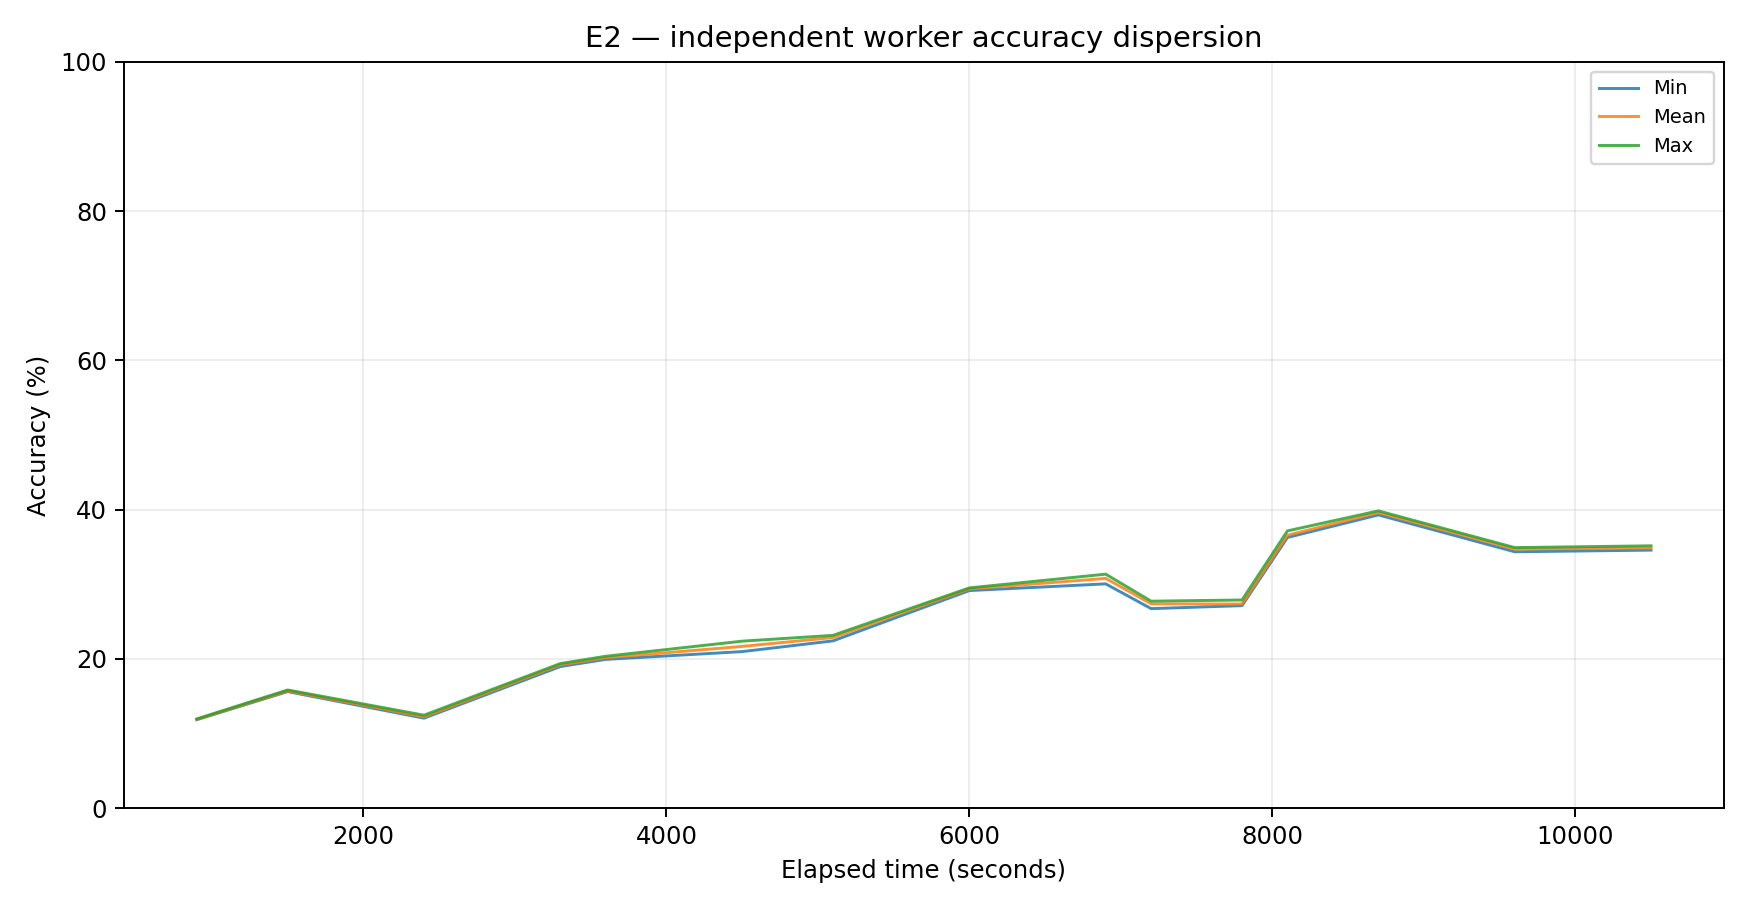 E2 — independent worker accuracy dispersion
Min
Mean
Max
Accuracy (%)
100
80
60
40
20
0
2000 4000 6000 8000 10000
Elapsed time (seconds)